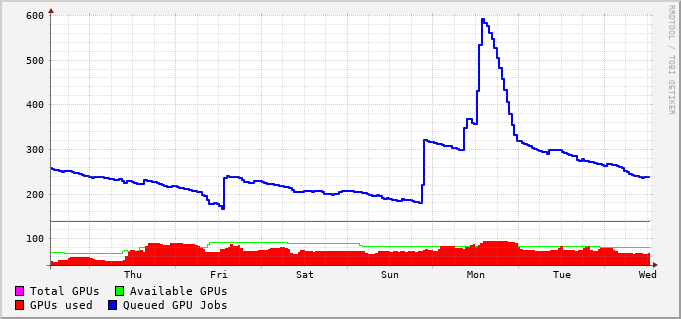 600
500
400
300
200
100
Thu Fri Sat Sun Mon Tue Wed
Total GPUs Available GPUs
GPUs used Queued GPU Jobs
RRDTOOL / TOBI OETIKER